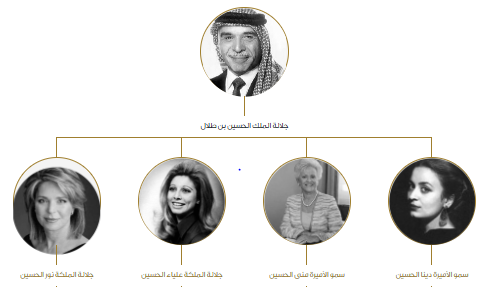 جلالة الملك الحسين بن طلال
سمو الأميرة دينا الحسين
سمو الأميرة منى الحسين
جلالة الملكة علياء الحسين
جلالة الملكة نور الحسين